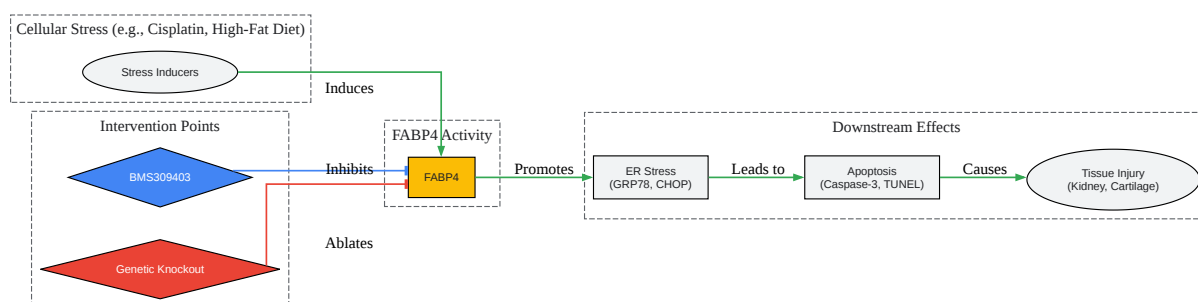 Cellular Stress (e.g., Cisplatin, High-Fat Diet)
Stress Inducers
Induces
Intervention Points
BMS309403
Inhibits
Genetic Knockout
Ablates
FABP4 Activity
FABP4
Promotes
Downstream Effects
ER Stress
(GRP78, CHOP)
Leads to
Apoptosis
(Caspase-3, TUNEL)
Causes
Tissue Injury
(Kidney, Cartilage)